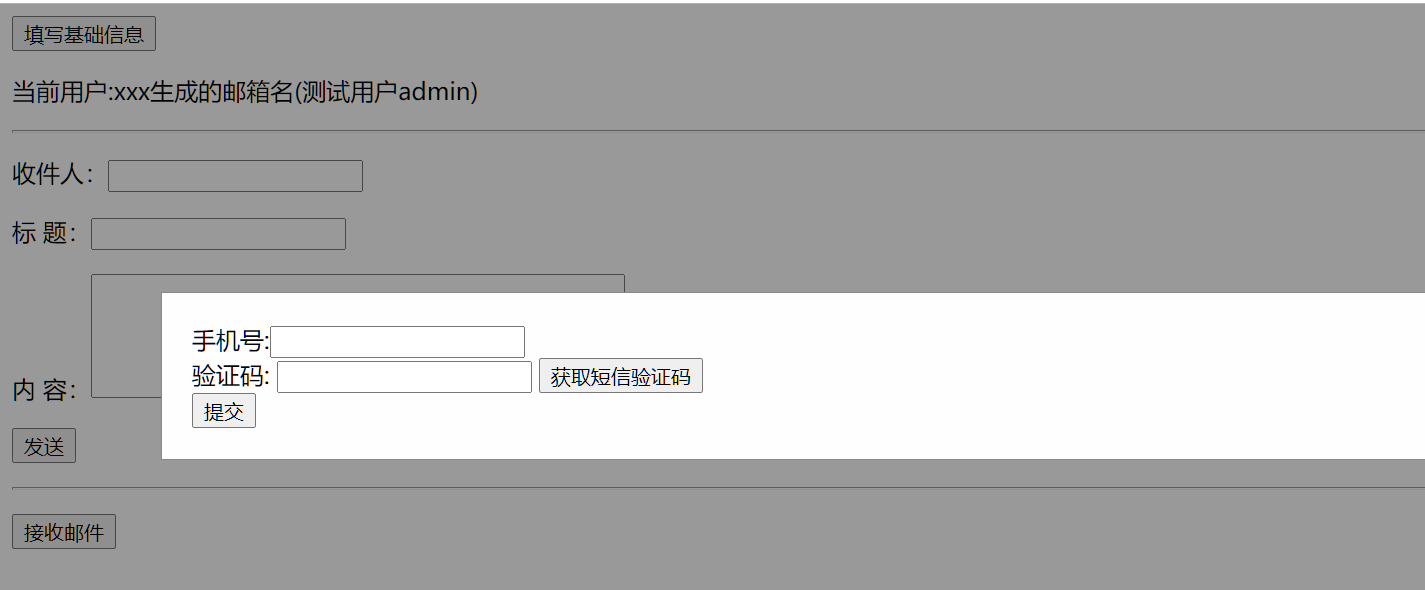 填写基础信息
当前用户:xxx生成的邮箱名(测试用户admin)
收件人：
标 题：
内 容：
手机号:
验证码: 获取短信验证码
提交
发送
接收邮件